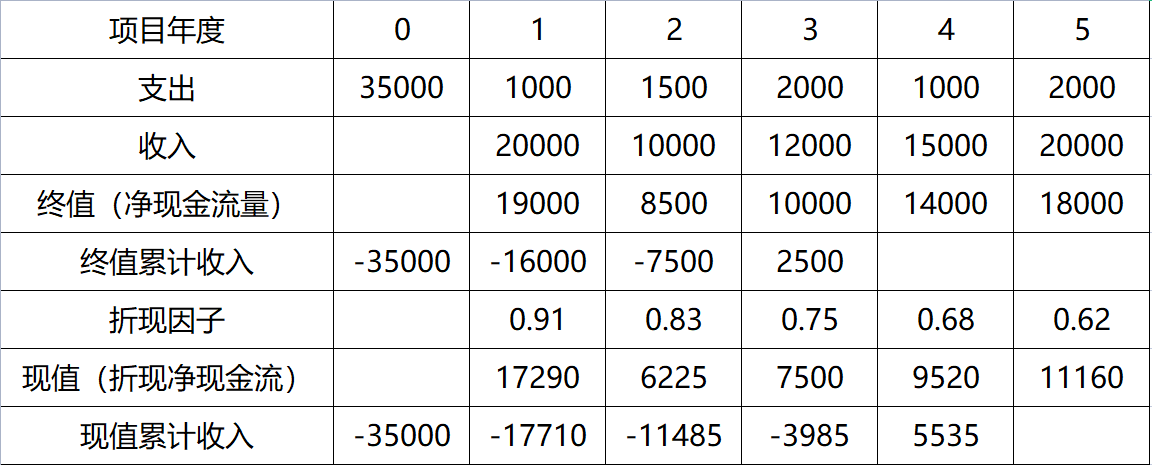 项目年度 0 1 2 3 4 5
支出 35000 1000 1500 2000 1000 2000
收入 20000 10000 12000 15000 20000
终值（净现金流量） 19000 8500 10000 14000 18000
终值累计收入 -35000 -16000 -7500 2500
折现因子 0.91 0.83 0.75 0.68 0.62
现值（折现净现金流） 17290 6225 7500 9520 11160
现值累计收入 -35000 -17710 -11485 -3985 5535